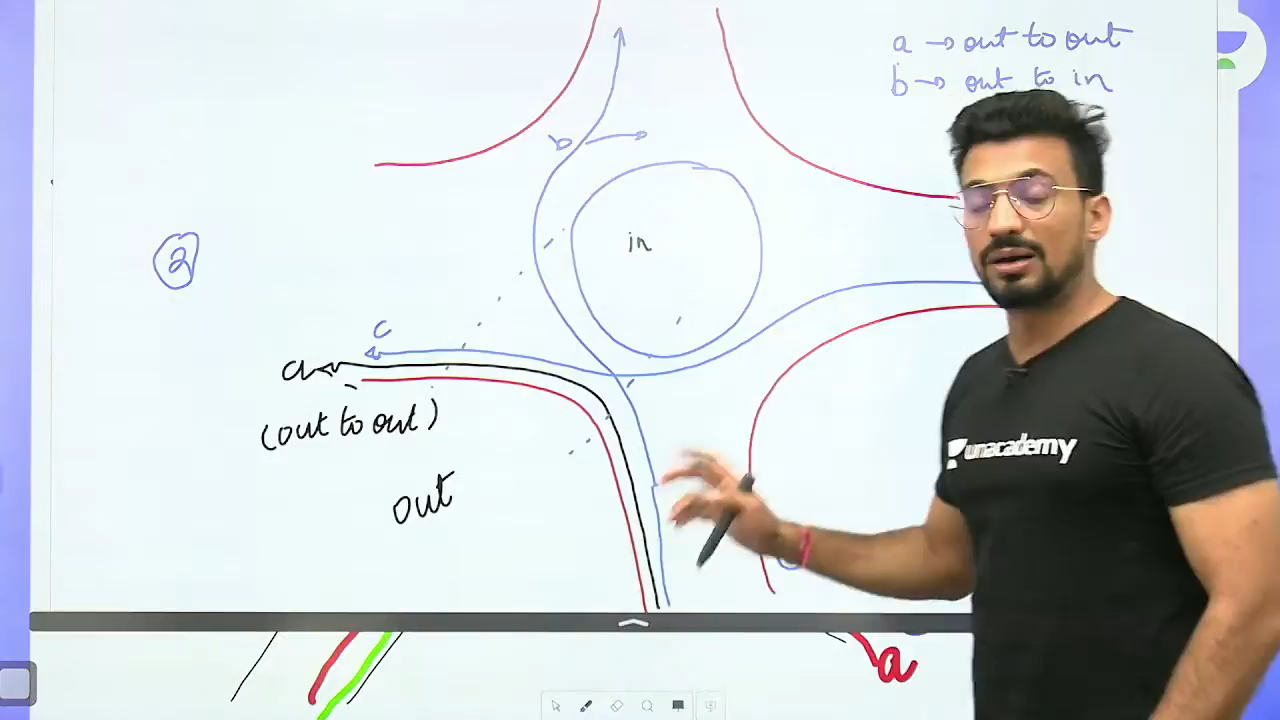 a → out to out
b → out to in
b
in
2
c
a
(out to out)
out
unacademy
a